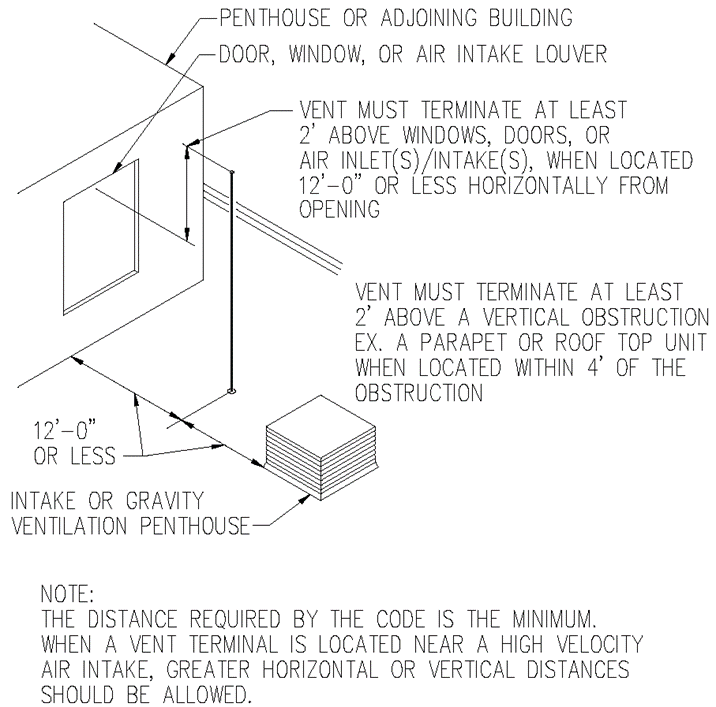 PENTHOUSE OR ADJOINING BUILDING
DOOR, WINDOW, OR AIR INTAKE LOUVER
VENT MUST TERMINATE AT LEAST
2' ABOVE WINDOWS, DOORS, OR
AIR INLET(S)/INTAKE(S), WHEN LOCATED
12'-0" OR LESS HORIZONTALLY FROM
OPENING
VENT MUST TERMINATE AT LEAST
2' ABOVE A VERTICAL OBSTRUCTION
EX. A PARAPET OR ROOF TOP UNIT
WHEN LOCATED WITHIN 4' OF THE
OBSTRUCTION
12'-0"
OR LESS
INTAKE OR GRAVITY
VENTILATION PENTHOUSE
NOTE:
THE DISTANCE REQUIRED BY THE CODE IS THE MINIMUM.
WHEN A VENT TERMINAL IS LOCATED NEAR A HIGH VELOCITY
AIR INTAKE, GREATER HORIZONTAL OR VERTICAL DISTANCES
SHOULD BE ALLOWED.